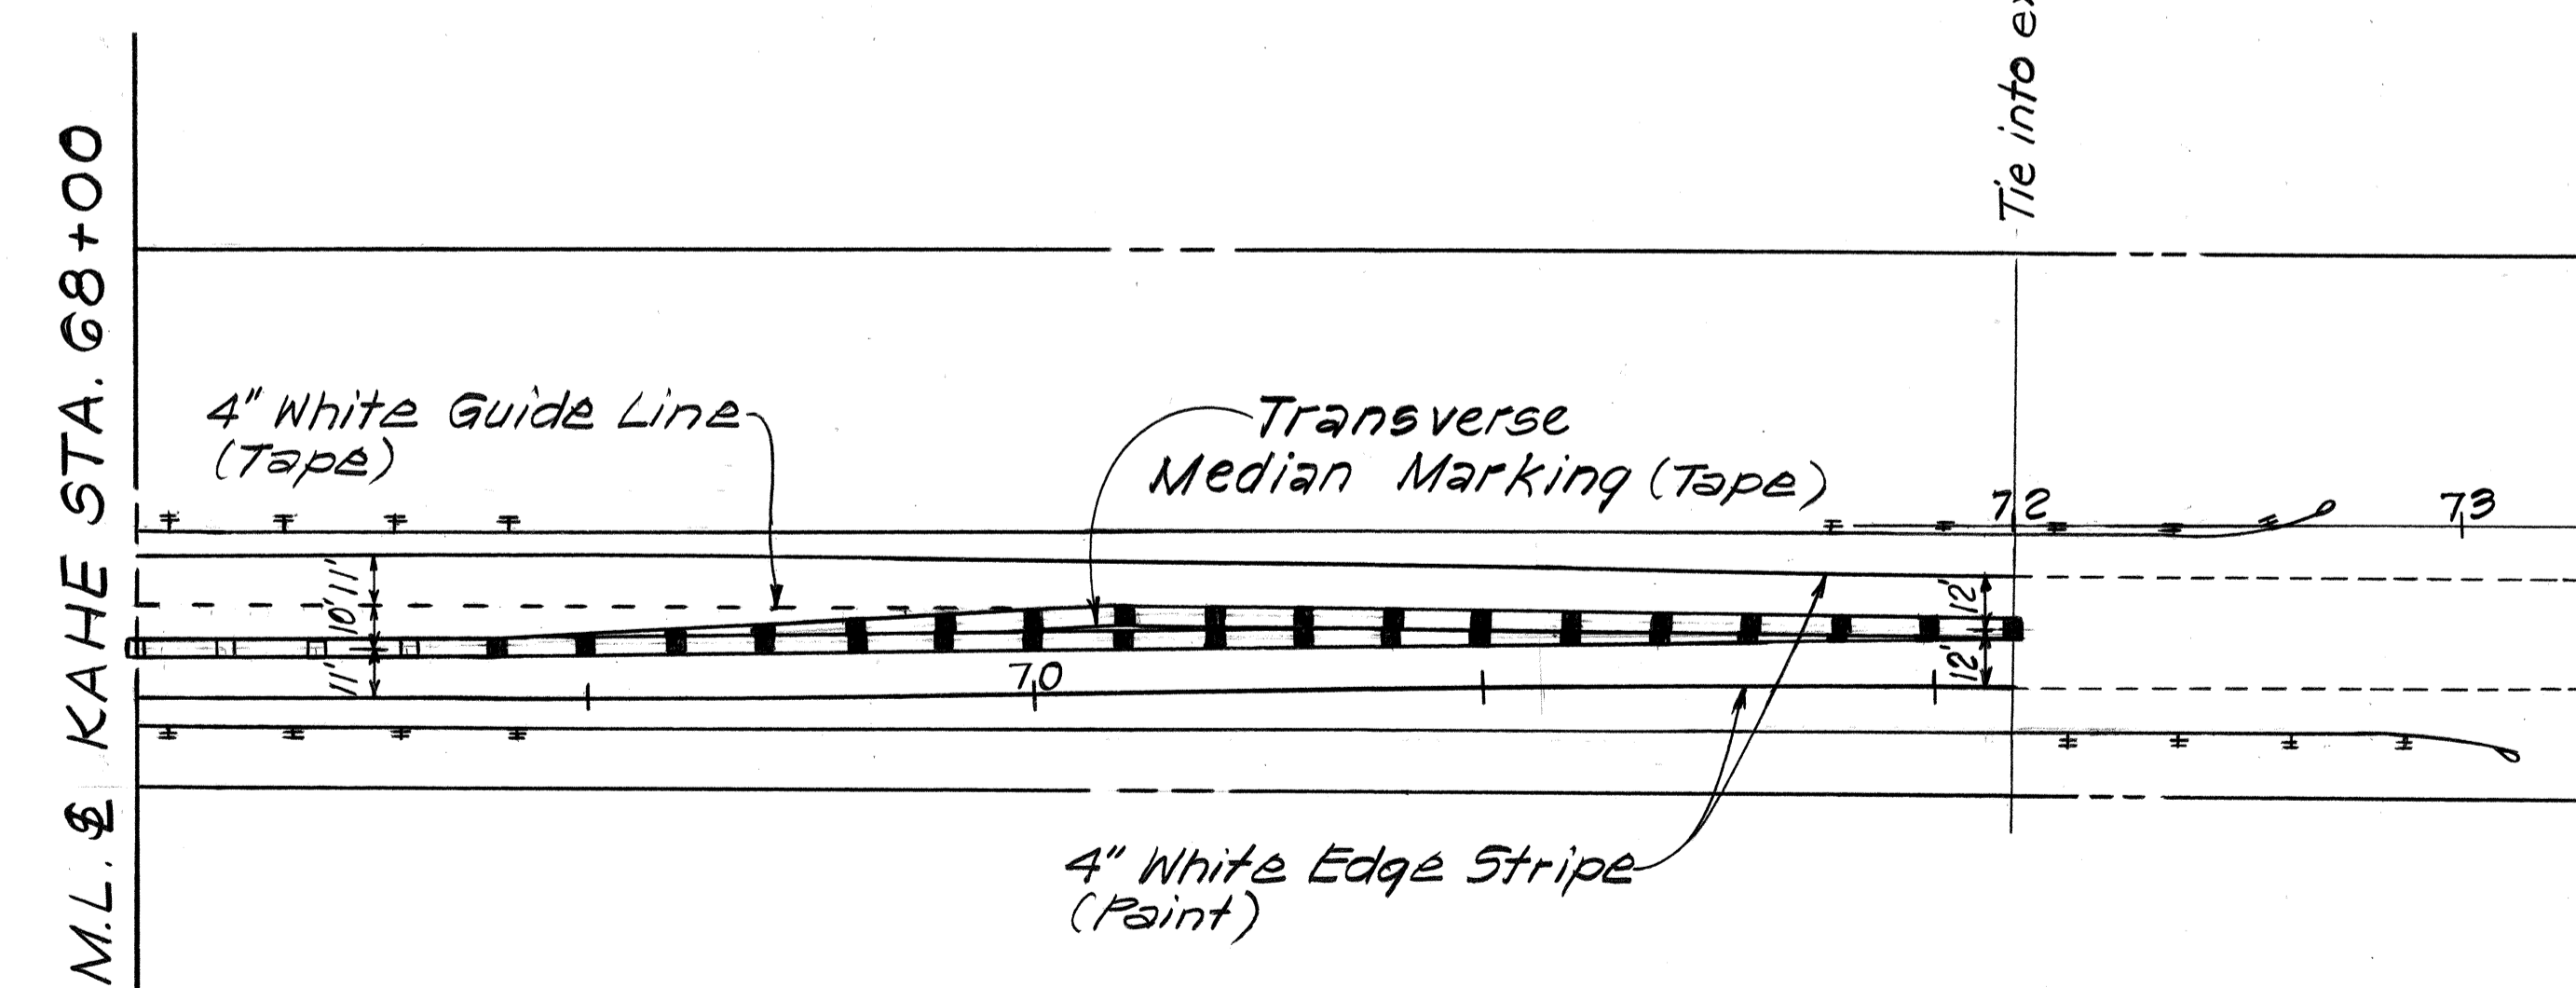 M.L. ℄ KAHE STA. 68+00
Tie into
4" White Guide Line
(Tape)
Transverse
Median Marking (Tape)
72
73
10' 11'
11'
12'
12'
70
4" White Edge Stripe
(Paint)